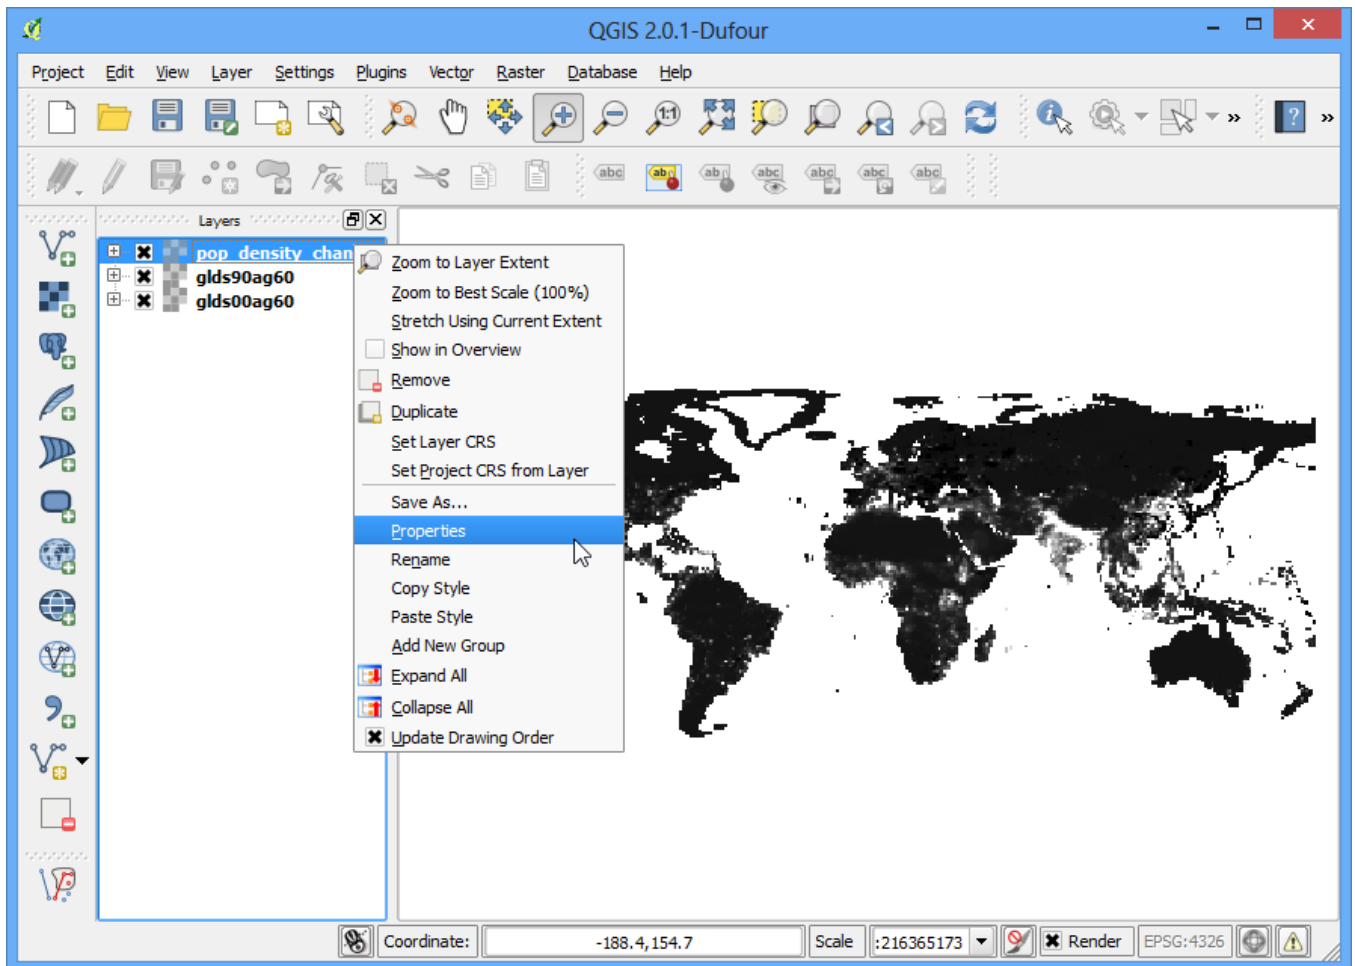 QGIS 2.0.1-Dufour
Project Edit View Layer Settings Plugins Vector Raster Database Help
1:1
abc ab abc abc abc abc
Layers
pop_density_chan
glds90ag60
glds00ag60
Zoom to Layer Extent
Zoom to Best Scale (100%)
Stretch Using Current Extent
Show in Overview
Remove
Duplicate
Set Layer CRS
Set Project CRS from Layer
Save As...
Properties
Rename
Copy Style
Paste Style
Add New Group
Expand All
Collapse All
Update Drawing Order
Coordinate: -188.4,154.7 Scale :216365173 Render EPSG:4326